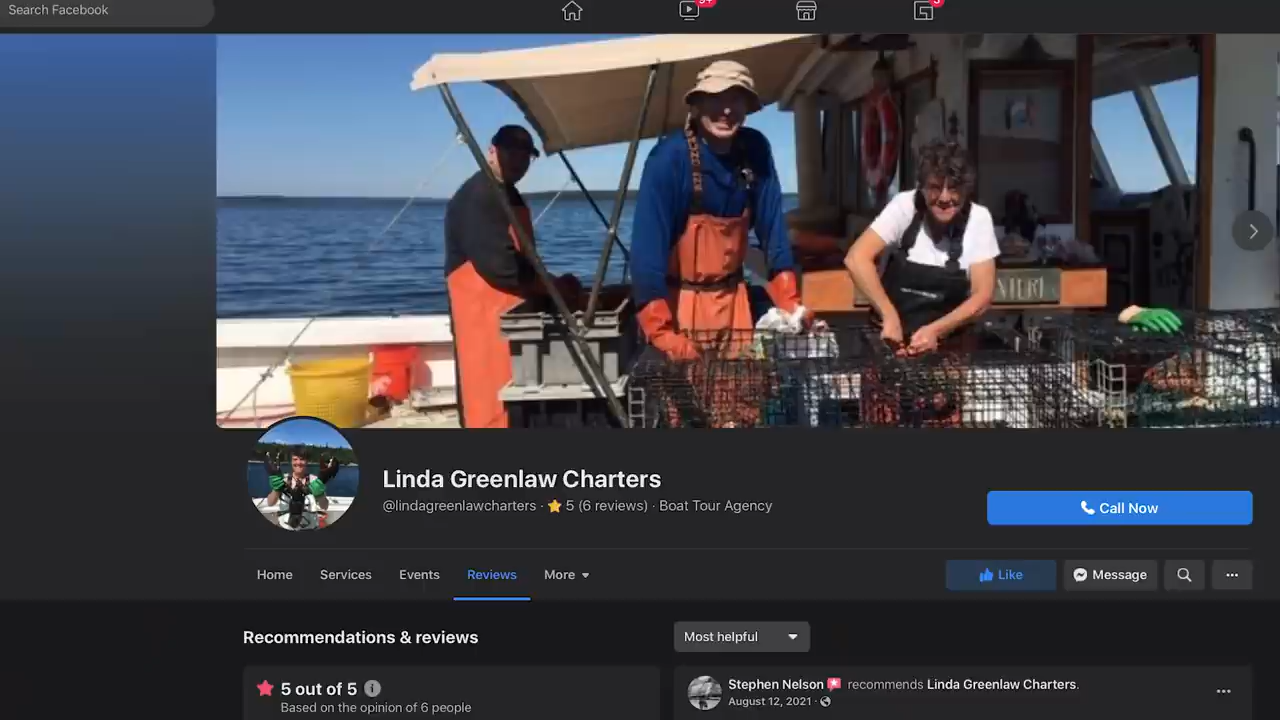 Search Facebook
9+
Linda Greenlaw Charters
@lindagreenlawcharters · 5 (6 reviews) · Boat Tour Agency
Call Now
Home
Services
Events
Reviews
More
Like
Message
Recommendations & reviews
Most helpful
5 out of 5
Based on the opinion of 6 people
Stephen Nelson recommends Linda Greenlaw Charters.
August 12, 2021 ·